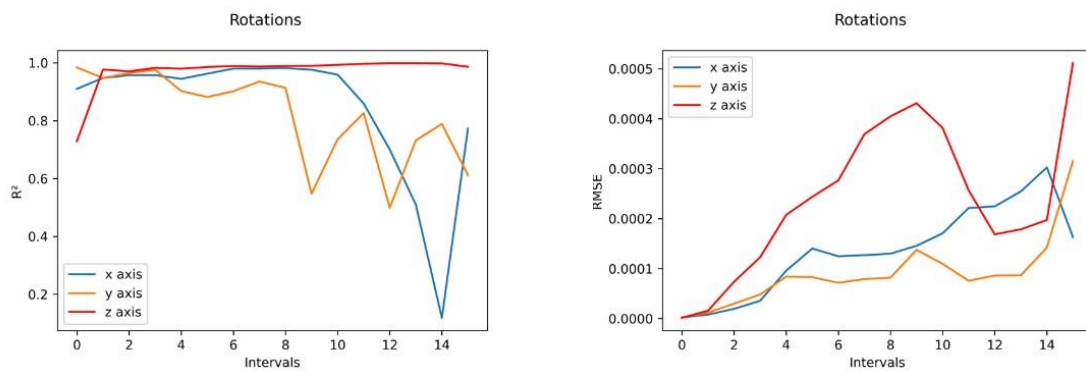 Rotations
1.0
0.8
0.6
0.4
0.2
R²
x axis
y axis
z axis
0 2 4 6 8 10 12 14
Intervals
Rotations
0.0005
0.0004
0.0003
0.0002
0.0001
0.0000
RMSE
x axis
y axis
z axis
0 2 4 6 8 10 12 14
Intervals